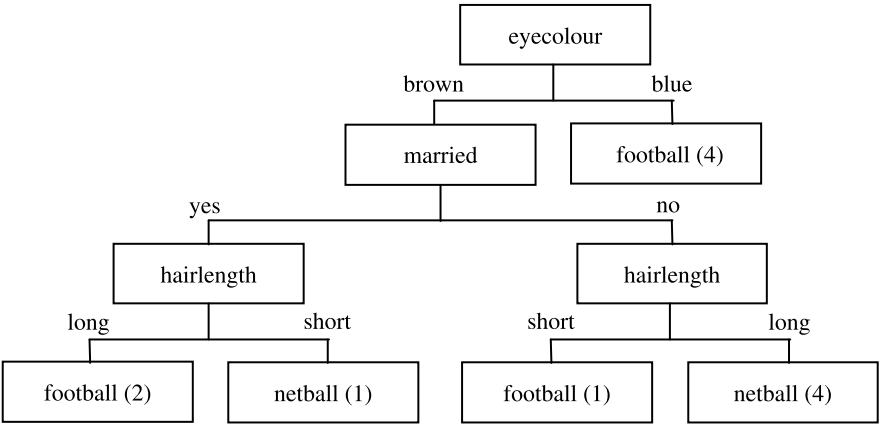 eyecolour
brown
blue
married
football (4)
yes
no
hairlength
hairlength
long
short
short
long
football (2)
netball (1)
football (1)
netball (4)